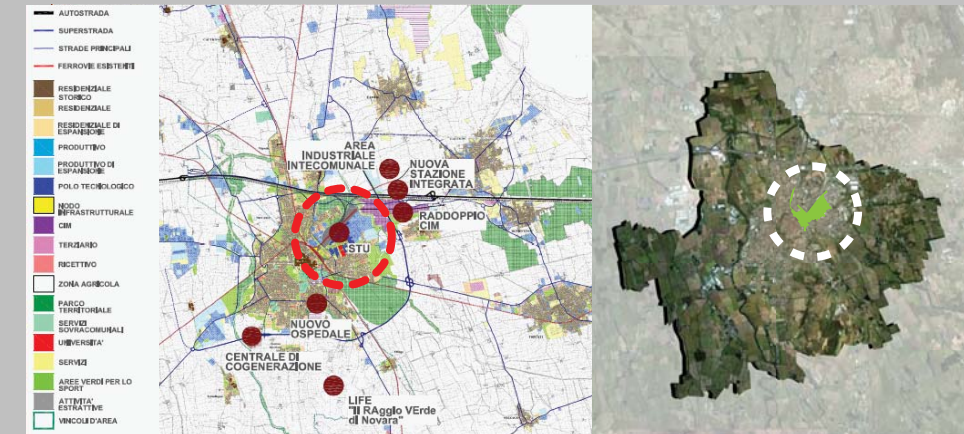 AUTOSTRADA
SUPERSTRADA
STRADE PRINCIPALI
FERROVIE ESISTENTI
RESIDENZIALE
STORICO
RESIDENZIALE
RESIDENZIALE DI
ESPANSIONE
PRODUTTIVO
PRODUTTIVO DI
ESPANSIONE
POLO TECNOLOGICO
NODO
INFRASTRUTTURALE
CIM
TERZIARIO
RICETTIVO
ZONA AGRICOLA
PARCO
TERRITORIALE
SERVIZI
SOVRACOMUNALI
UNIVERSITA'
SERVIZI
AREE VERDI PER LO
SPORT
ATTIVITA'
ESTRATTIVE
VINCOLI D'AREA
AREA
INDUSTRIALE
INTECOMUNALE
NUOVA
STAZIONE
INTEGRATA
RADDOPPIO
CIM
STU
NUOVO
OSPEDALE
CENTRALE DI
COGENERAZIONE
LIFE
"Il RAggio VErde
di Novara"